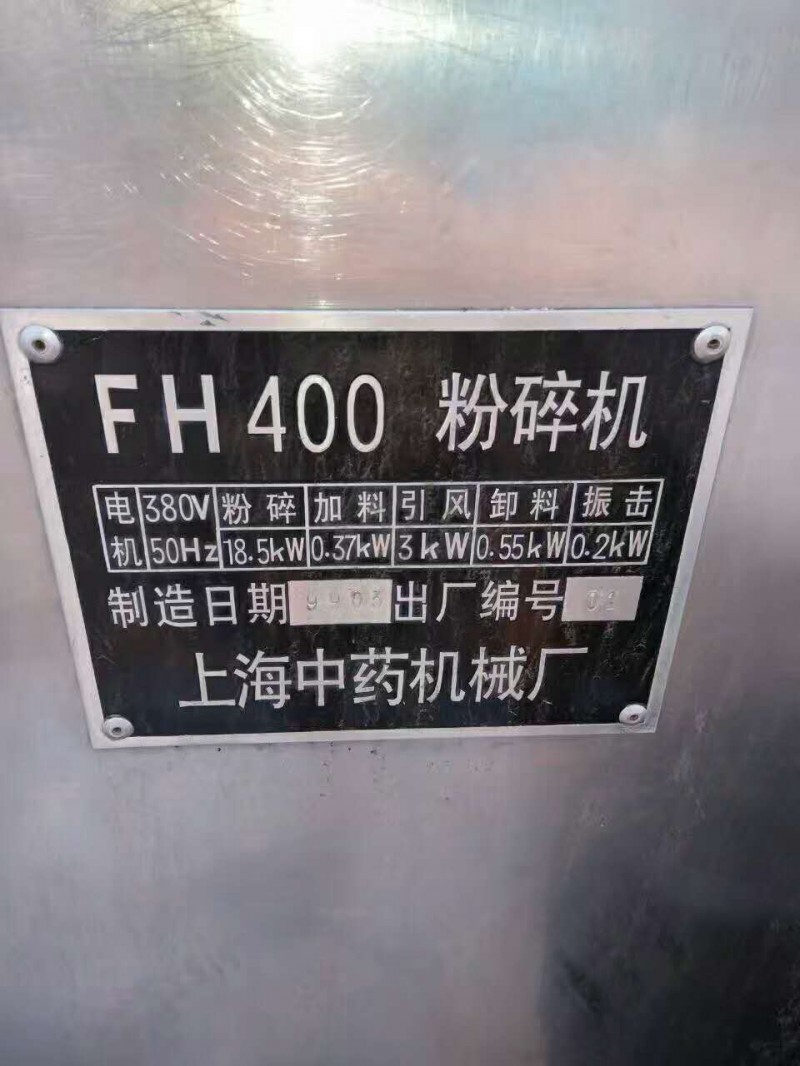 FH400 粉碎机
电 380V 粉碎 加料 引风 卸料 振击
机 50Hz 18.5kW 0.37kW 3kW 0.55kW 0.2kW
制造日期 9903 出厂编号 01
上海中药机械厂